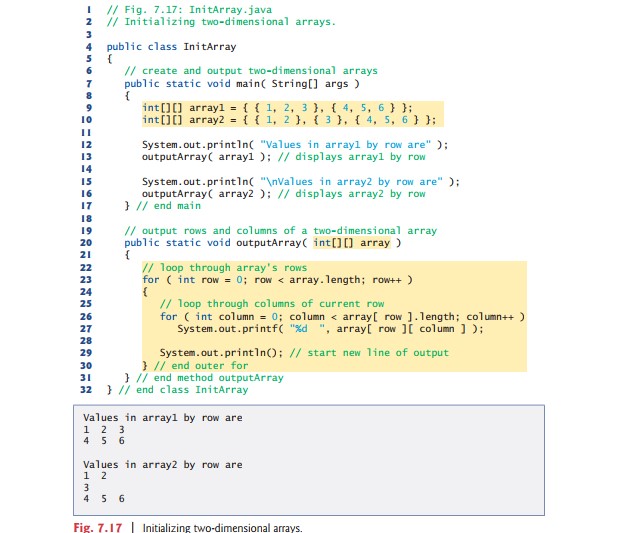 1 // Fig. 7.17: InitArray.java
2 // Initializing two-dimensional arrays.
3
4 public class InitArray
5 {
6 // create and output two-dimensional arrays
7 public static void main( String[] args )
8 {
9 int[][] array1 = { { 1, 2, 3 }, { 4, 5, 6 } };
10 int[][] array2 = { { 1, 2 }, { 3 }, { 4, 5, 6 } };
11
12 System.out.println( "Values in array1 by row are" );
13 outputArray( array1 ); // displays array1 by row
14
15 System.out.println( "\nValues in array2 by row are" );
16 outputArray( array2 ); // displays array2 by row
17 } // end main
18
19 // output rows and columns of a two-dimensional array
20 public static void outputArray( int[][] array )
21 {
22 // loop through array's rows
23 for ( int row = 0; row < array.length; row++ )
24 {
25 // loop through columns of current row
26 for ( int column = 0; column < array[ row ].length; column++ )
27 System.out.printf( "%d ", array[ row ][ column ] );
28
29 System.out.println(); // start new line of output
30 } // end outer for
31 } // end method outputArray
32 } // end class InitArray
Values in array1 by row are
1 2 3
4 5 6
Values in array2 by row are
1 2
3
4 5 6
Fig. 7.17 | Initializing two-dimensional arrays.